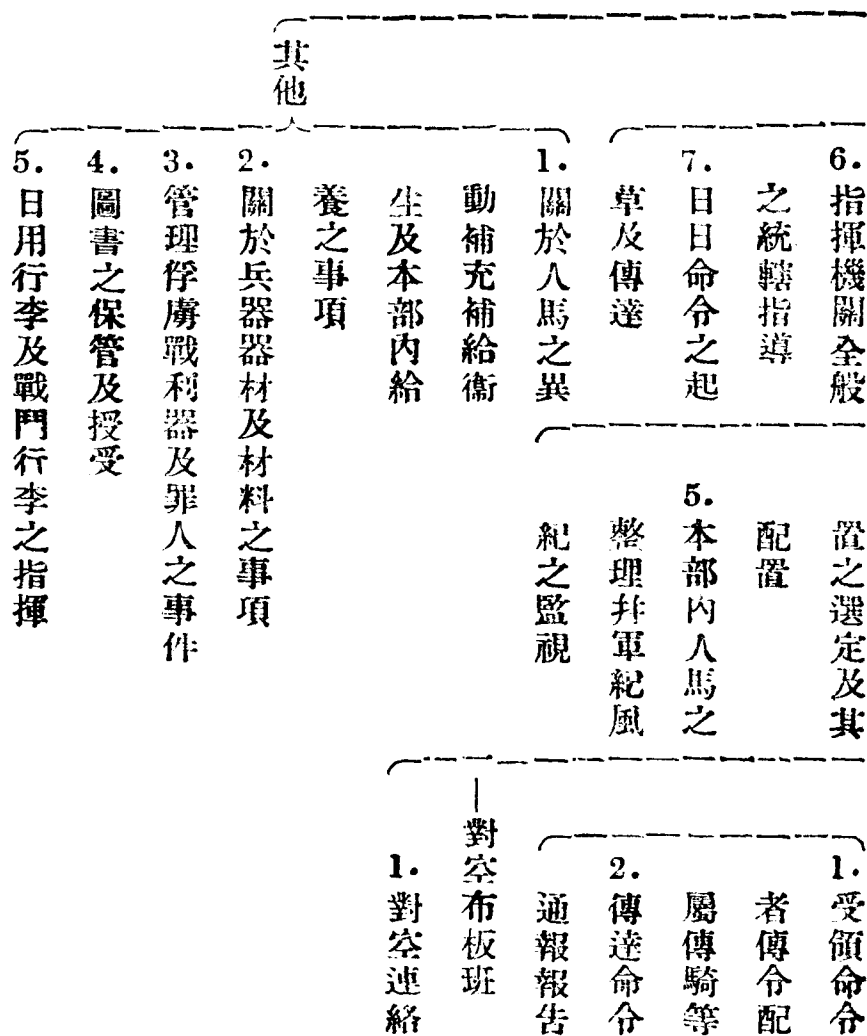 6.指揮機關全般
之統轄指導
7.日日命令之起
草及傳達
其他
1.關於人馬之異
動補充補給衞
生及本部內給
養之事項
2.關於兵器器材及材料之事項
3.管理俘虜戰利器及罪人之事件
4.圖書之保管及授受
5.日用行李及戰鬥行李之指揮
置之選定及其
配置
5.本部內人馬之
整理幷軍紀風
紀之監視
1.受領命令
者傳令配
屬傳騎等
2.傳達命令
通報報告
對空布板班
1.對空連絡